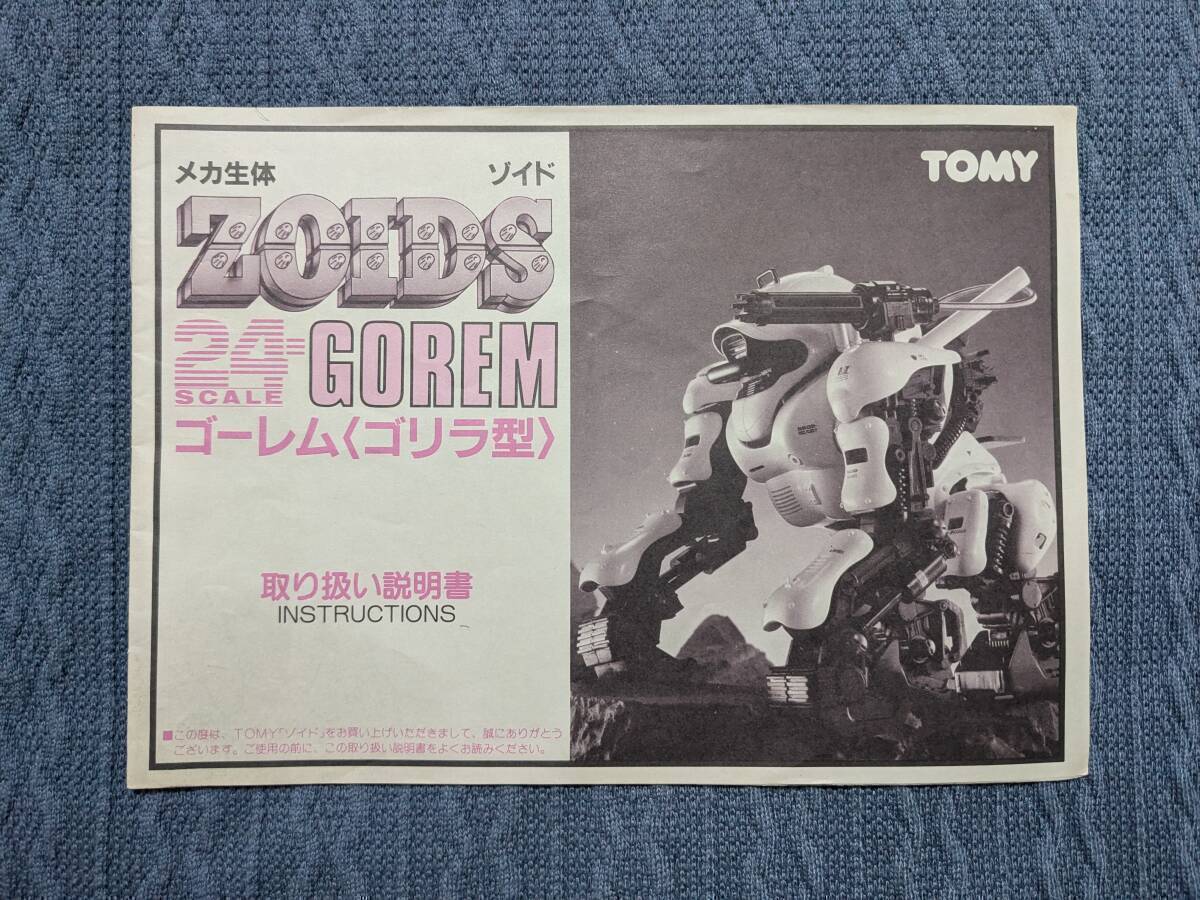 メカ生体 ゾイド
ZOIDS
24 GOREM
SCALE
ゴーレム〈ゴリラ型〉
取り扱い説明書
INSTRUCTIONS
■この度は、TOMY「ゾイド」をお買い上げいただきまして、誠にありがとう
ございます。ご使用の前に、この取り扱い説明書をよくお読みください。
TOMY